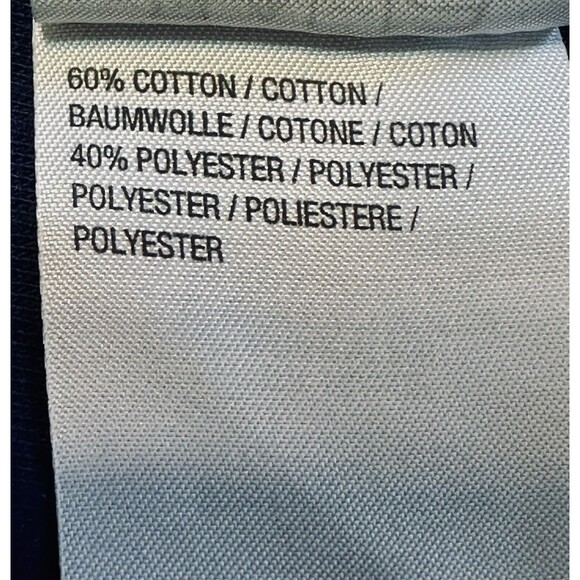 60% COTTON / COTTON /
BAUMWOLLE / COTONE / COTON
40% POLYESTER / POLYESTER /
POLYESTER / POLIESTERE /
POLYESTER